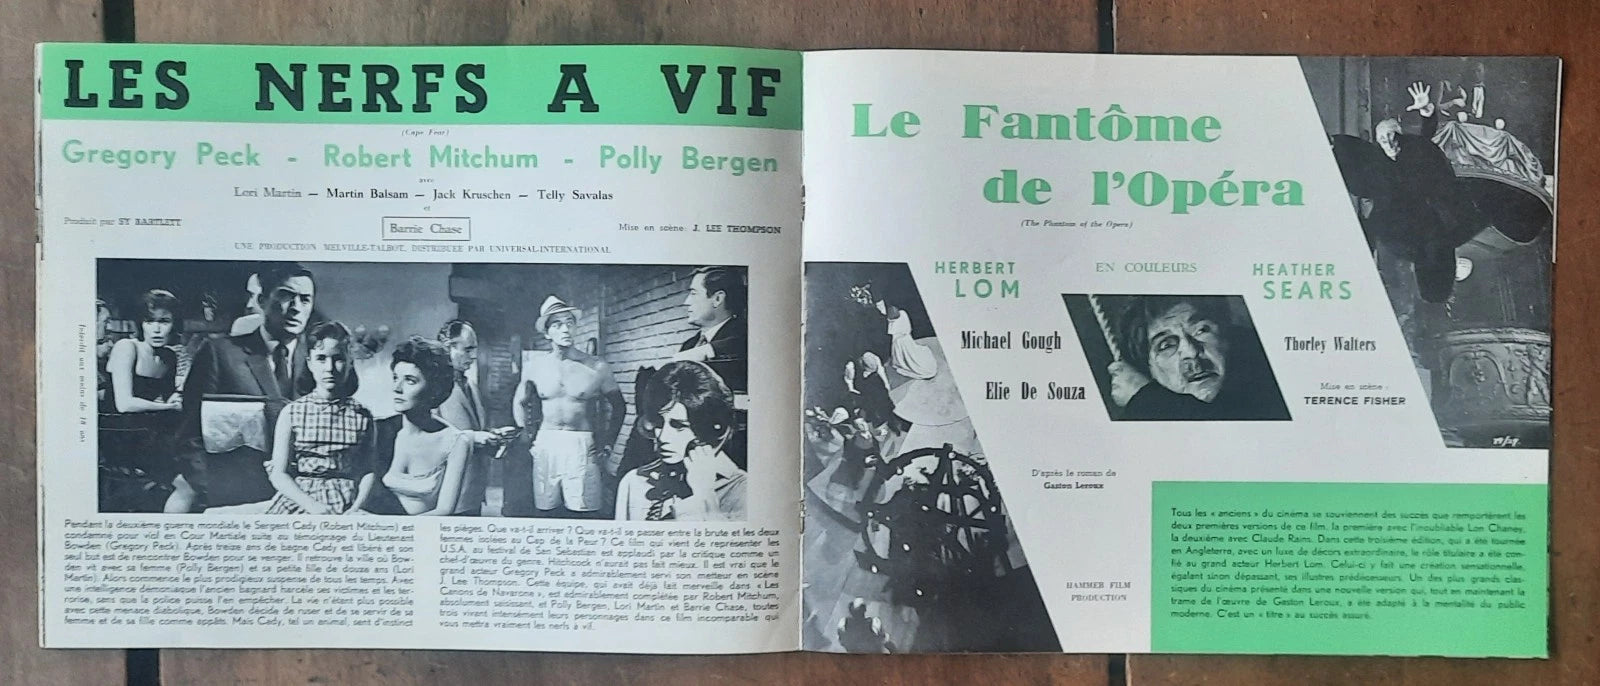 LES NERFS A VIF
(Cape Fear)
Gregory Peck - Robert Mitchum - Polly Bergen
avec
Lori Martin — Martin Balsam — Jack Kruschen — Telly Savalas
et
Produit par SY BARTLETT
Barrie Chase
Mise en scène: J. LEE THOMPSON
UNE PRODUCTION MELVILLE-TALBOT, DISTRIBUEE PAR UNIVERSAL-INTERNATIONAL
Interdit aux moins de 18 ans
Pendant la deuxième guerre mondiale le Sergent Cady (Robert Mitchum) est
condamné pour viol en Cour Martiale suite au témoignage du Lieutenant
Bowden (Gregory Peck). Après treize ans de bagne Cady est libéré et son
seul but est de rencontrer Bowden pour se venger. Il retrouve la ville où Bow-
den vit avec sa femme (Polly Bergen) et sa petite fille de douze ans (Lori
Martin). Alors commence le plus prodigieux suspense de tous les temps. Avec
une intelligence démoniaque l'ancien bagnard harcèle ses victimes et les ter-
rorise, sans que la police puisse l'en empêcher. La vie n'étant plus possible
avec cette menace diabolique, Bowden décide de ruser et de se servir de sa
femme et de sa fille comme appâts. Mais Cady, tel un animal, sent d'instinct
les pièges. Que va-t-il arriver ? Que va-t-il se passer entre la brute et les deux
femmes isolées au Cap de la Peur ? Ce film qui vient de représenter les
U.S.A. au festival de San Sebastian est applaudi par la critique comme un
chef-d'œuvre du genre. Hitchcock n'aurait pas fait mieux. Il est vrai que le
grand acteur Gregory Peck a admirablement servi son metteur en scène
J. Lee Thompson. Cette équipe, qui avait déjà fait merveille dans « Les
Canons de Navarone », est admirablement complétée par Robert Mitchum,
absolument saisissant, et Polly Bergen, Lori Martin et Barrie Chase, toutes
trois vivant intensément leurs personnages dans ce film incomparable qui
vous mettra vraiment les nerfs à vif.
Le Fantôme
de l'Opéra
(The Phantom of the Opera)
HERBERT
LOM
EN COULEURS
HEATHER
SEARS
Michael Gough
Thorley Walters
Elie De Souza
Mise en scène :
TERENCE FISHER
D'après le roman de
Gaston Leroux
HAMMER FILM
PRODUCTION
Tous les « anciens » du cinéma se souviennent des succès que remportèrent les
deux premières versions de ce film, la première avec l'inoubliable Lon Chaney,
la deuxième avec Claude Rains. Dans cette troisième édition, qui a été tournée
en Angleterre, avec un luxe de décors extraordinaire, le rôle titulaire a été con-
fié au grand acteur Herbert Lom. Celui-ci y fait une création sensationnelle,
égalant sinon dépassant, ses illustres prédécesseurs. Un des plus grands clas-
siques du cinéma présenté dans une nouvelle version qui, tout en maintenant la
trame de l'œuvre de Gaston Leroux, a été adapté à la mentalité du public
moderne. C'est un « titre » au succès assuré.